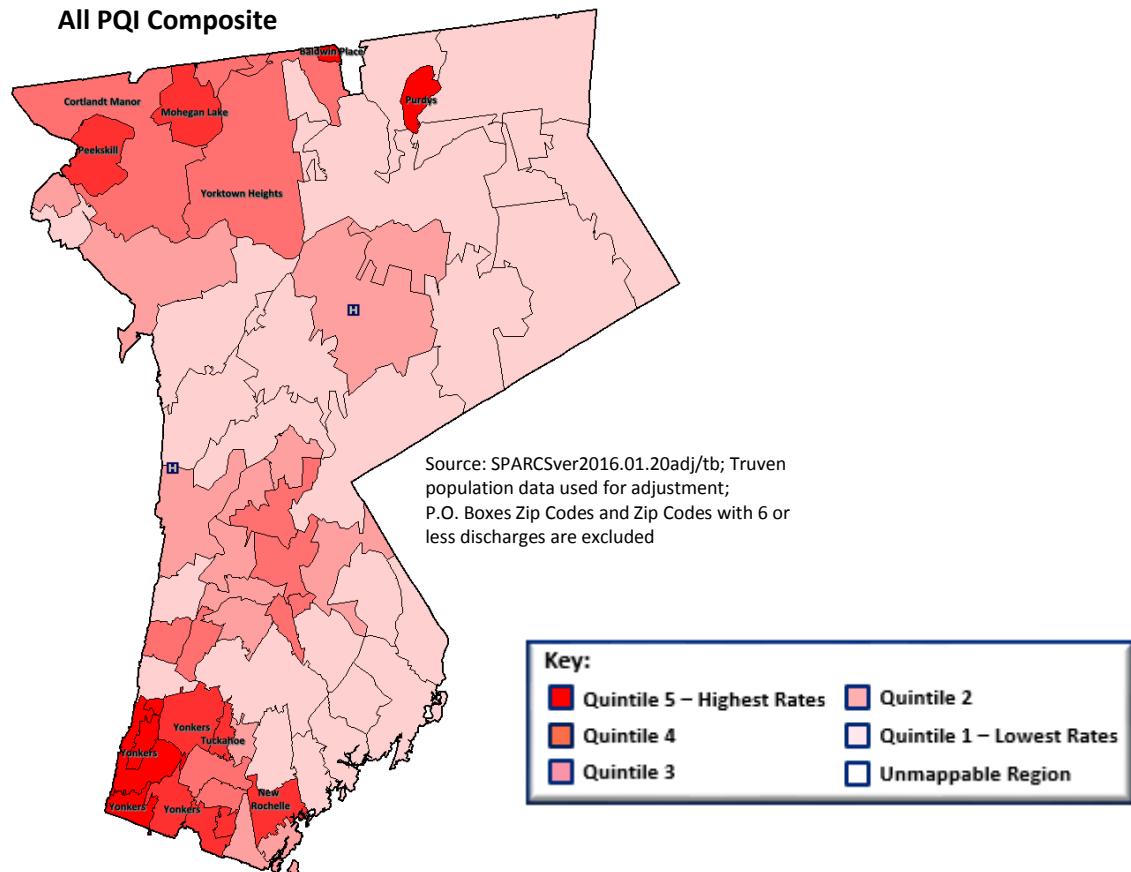 All PQI Composite
Baldwin Place
Purdys
Cortlandt Manor
Mohegan Lake
Peekskill
Yorktown Heights
H
H
Source: SPARCSver2016.01.20adj/tb; Truven
population data used for adjustment;
P.O. Boxes Zip Codes and Zip Codes with 6 or
less discharges are excluded
Yonkers
Tuckahoe
Yonkers
New
Rochelle
Yonkers
Yonkers
Key:
Quintile 5 – Highest Rates
Quintile 4
Quintile 3
Quintile 2
Quintile 1 – Lowest Rates
Unmappable Region